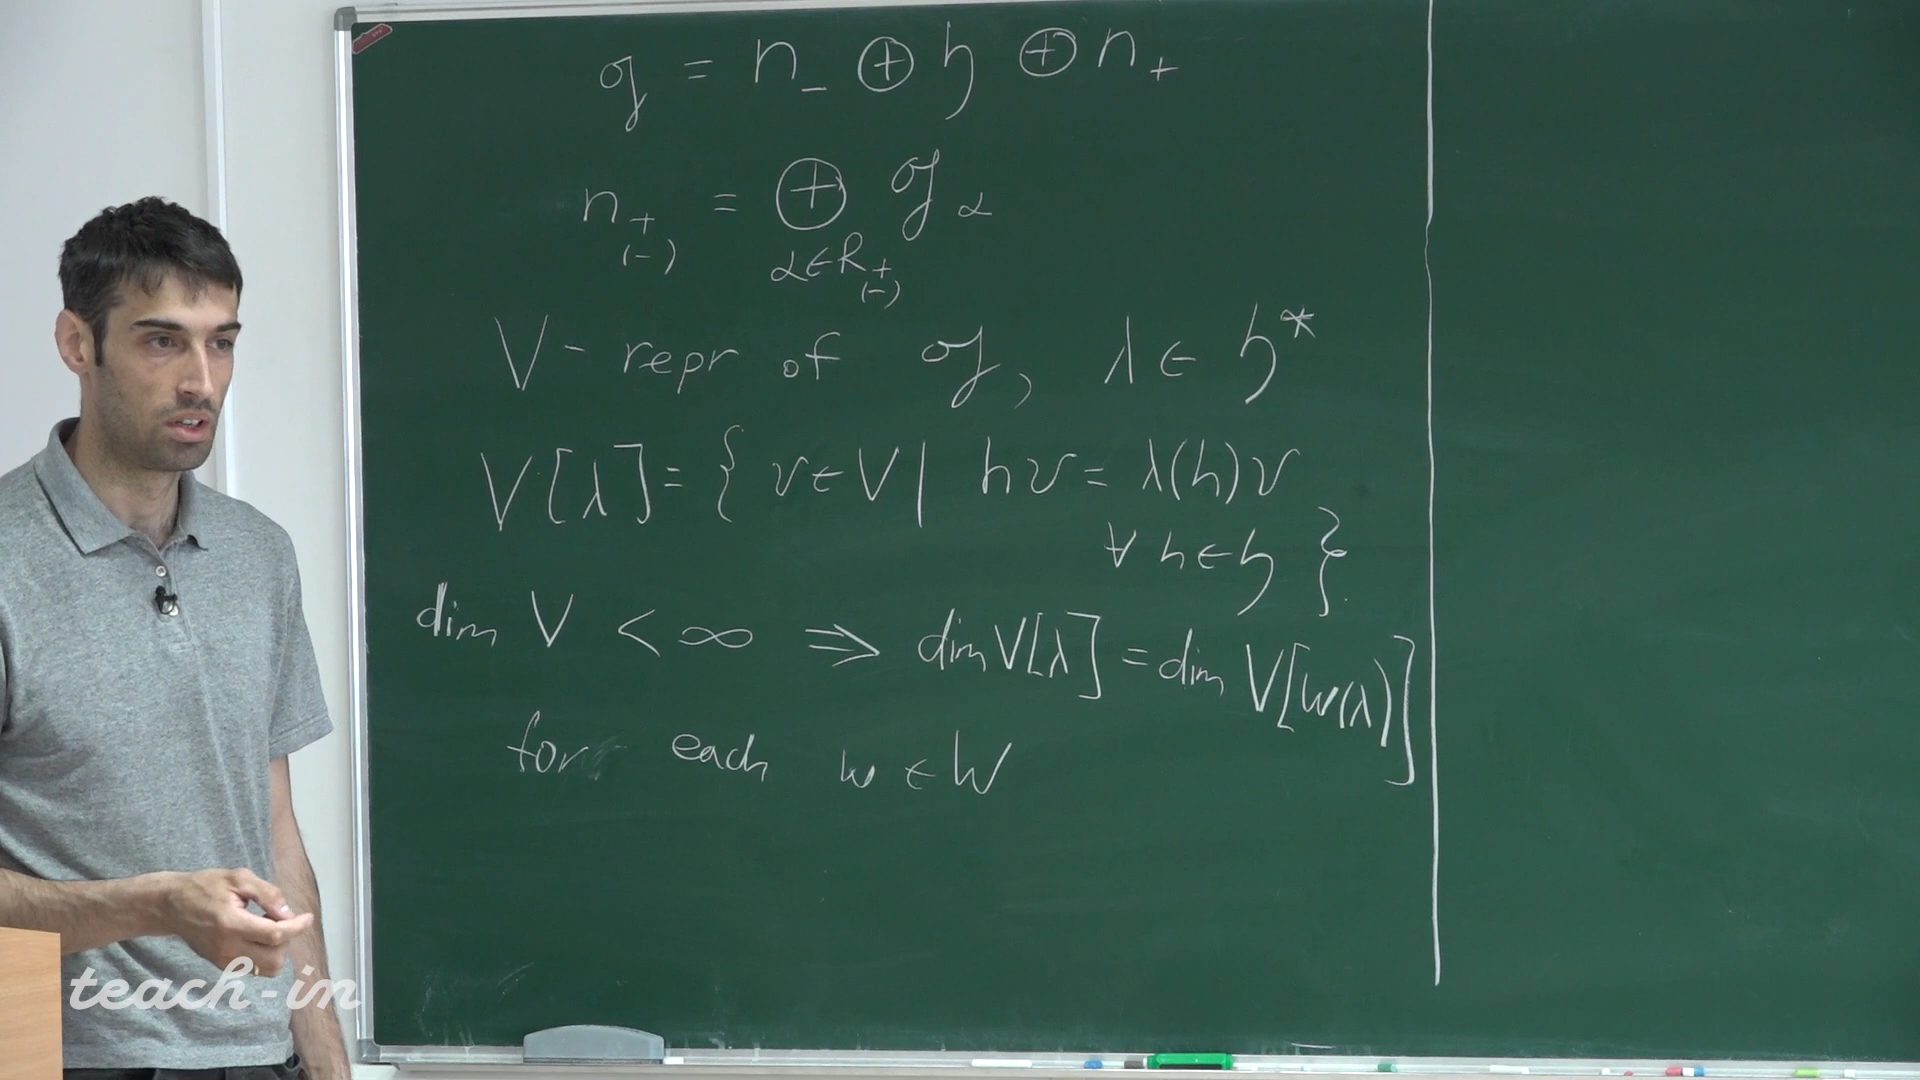 𝔤 = n₋ ⊕ 𝔥 ⊕ n₊
n₊₍₋₎ = ⊕ 𝔤_α
α∈R₊₍₋₎
V - repr of 𝔤, λ ∈ 𝔥*
V[λ] = { v∈V | hv = λ(h)v
∀ h∈𝔥 }
dim V < ∞ ⇒ dim V[λ] = dim V[w(λ)]
for each w ∈ W
teach-in